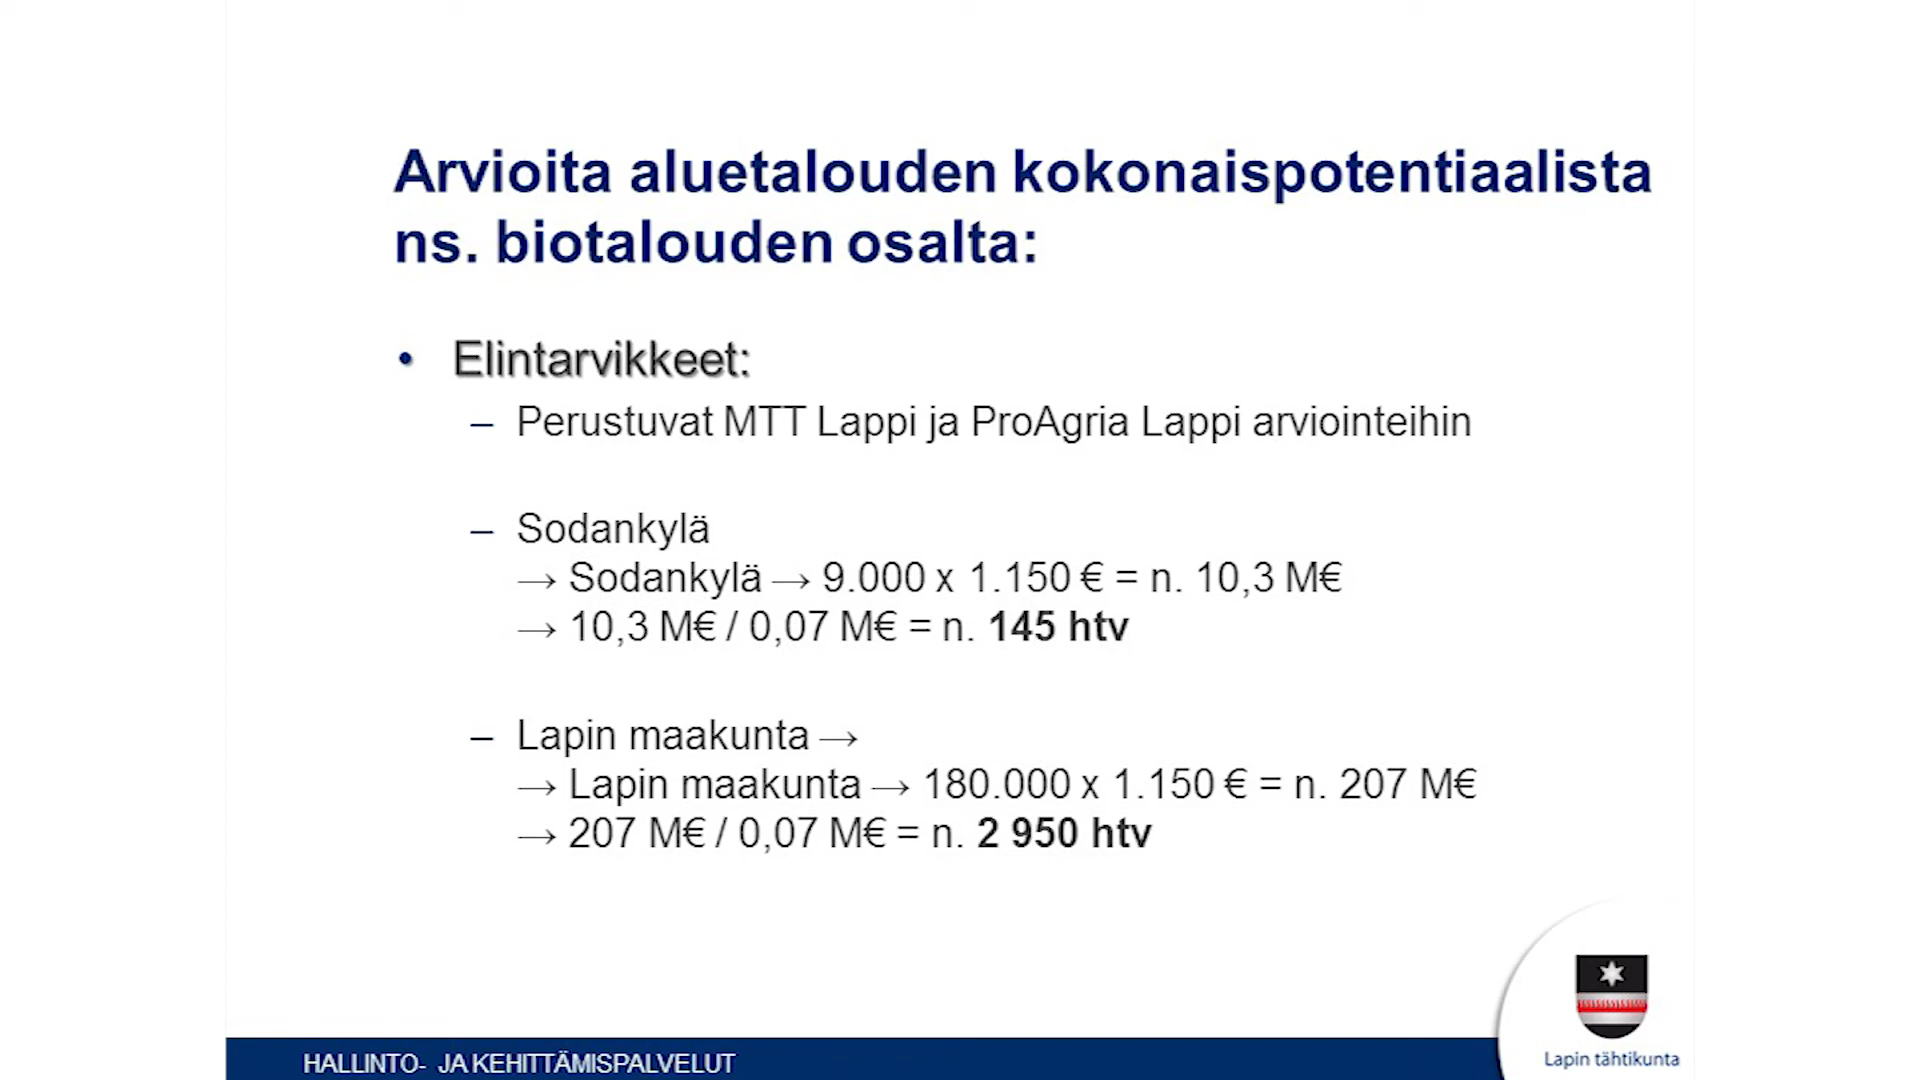 Arvioita aluetalouden kokonaispotentiaalista
ns. biotalouden osalta:
• Elintarvikkeet:
– Perustuvat MTT Lappi ja ProAgria Lappi arviointeihin
– Sodankylä
→ Sodankylä → 9.000 x 1.150 € = n. 10,3 M€
→ 10,3 M€ / 0,07 M€ = n. 145 htv
– Lapin maakunta →
→ Lapin maakunta → 180.000 x 1.150 € = n. 207 M€
→ 207 M€ / 0,07 M€ = n. 2 950 htv
HALLINTO- JA KEHITTÄMISPALVELUT
Lapin tähtikunta